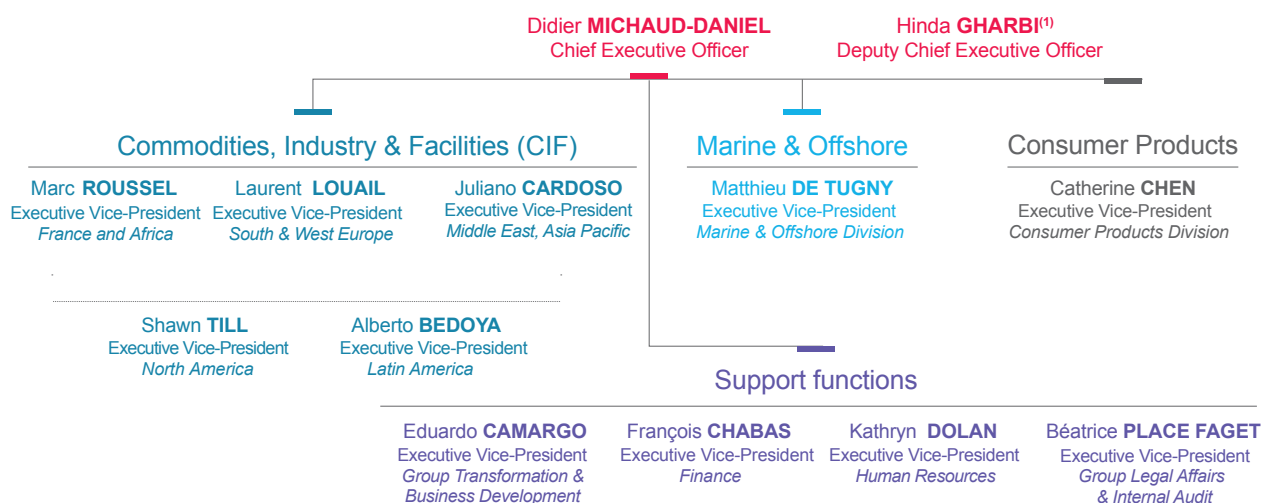 Didier MICHAUD-DANIEL
Chief Executive Officer
Hinda GHARBI(1)
Deputy Chief Executive Officer
Commodities, Industry & Facilities (CIF)
Marc ROUSSEL
Executive Vice-President
France and Africa
Laurent LOUAIL
Executive Vice-President
South & West Europe
Juliano CARDOSO
Executive Vice-President
Middle East, Asia Pacific
Shawn TILL
Executive Vice-President
North America
Alberto BEDOYA
Executive Vice-President
Latin America
Marine & Offshore
Matthieu DE TUGNY
Executive Vice-President
Marine & Offshore Division
Consumer Products
Catherine CHEN
Executive Vice-President
Consumer Products Division
Support functions
Eduardo CAMARGO
Executive Vice-President
Group Transformation &
Business Development
François CHABAS
Executive Vice-President
Finance
Kathryn DOLAN
Executive Vice-President
Human Resources
Béatrice PLACE FAGET
Executive Vice-President
Group Legal Affairs
& Internal Audit